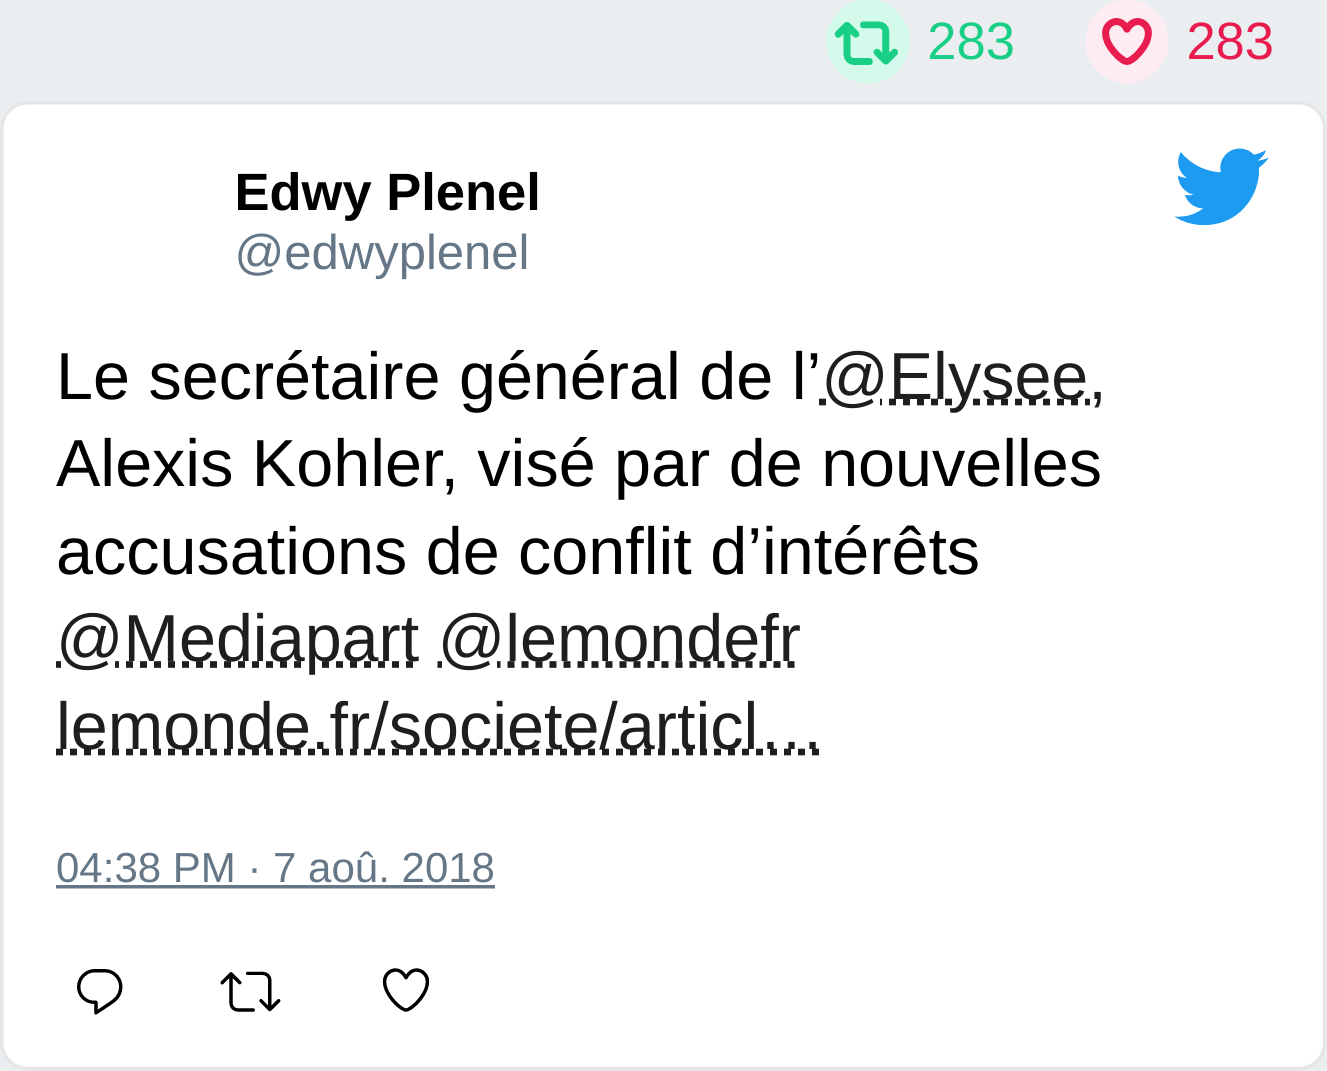 283 283
Edwy Plenel
@edwyplenel
Le secrétaire général de l’@Elysee,
Alexis Kohler, visé par de nouvelles
accusations de conflit d’intérêts
@Mediapart @lemondefr
lemonde.fr/societe/articl…
04:38 PM · 7 aoû. 2018